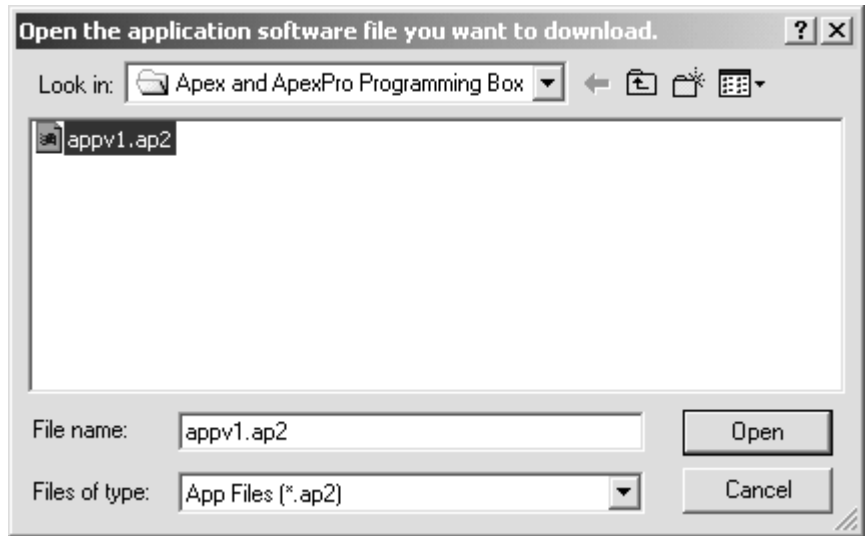 Open the application software file you want to download.
Look in: Apex and ApexPro Programming Box
appv1.ap2
File name: appv1.ap2 Open
Files of type: App Files (*.ap2) Cancel